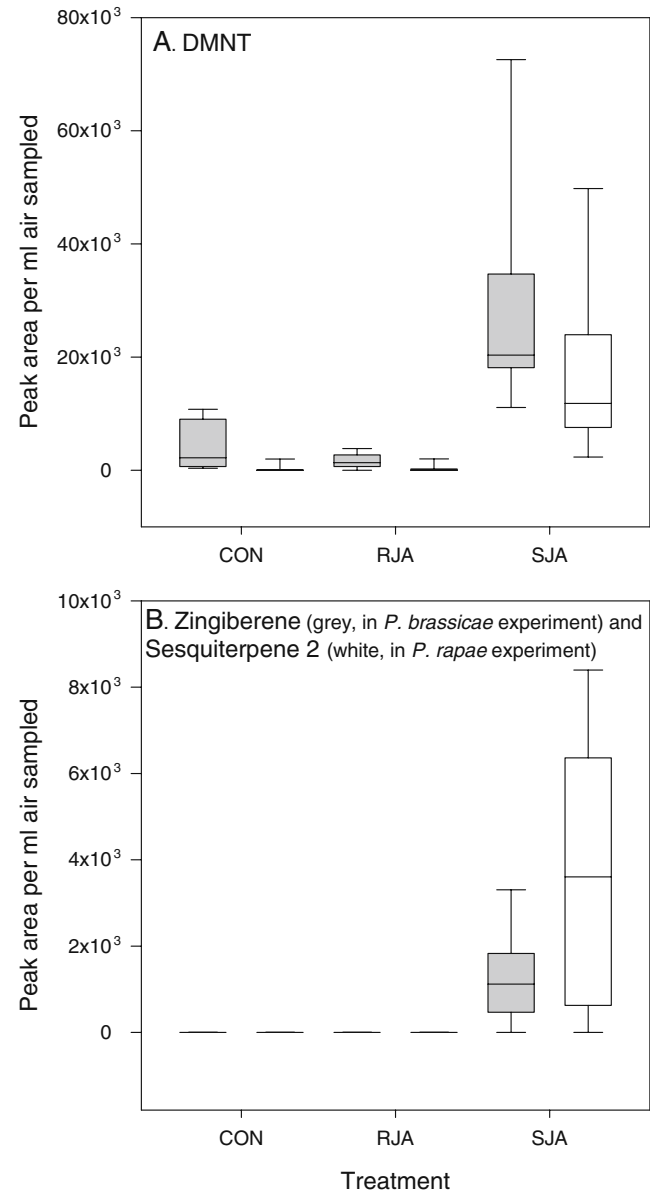 A. DMNT
Peak area per ml air sampled
80x10³
60x10³
40x10³
20x10³
0
CON RJA SJA
B. Zingiberene (grey, in P. brassicae experiment) and
Sesquiterpene 2 (white, in P. rapae experiment)
Peak area per ml air sampled
10x10³
8x10³
6x10³
4x10³
2x10³
0
CON RJA SJA
Treatment